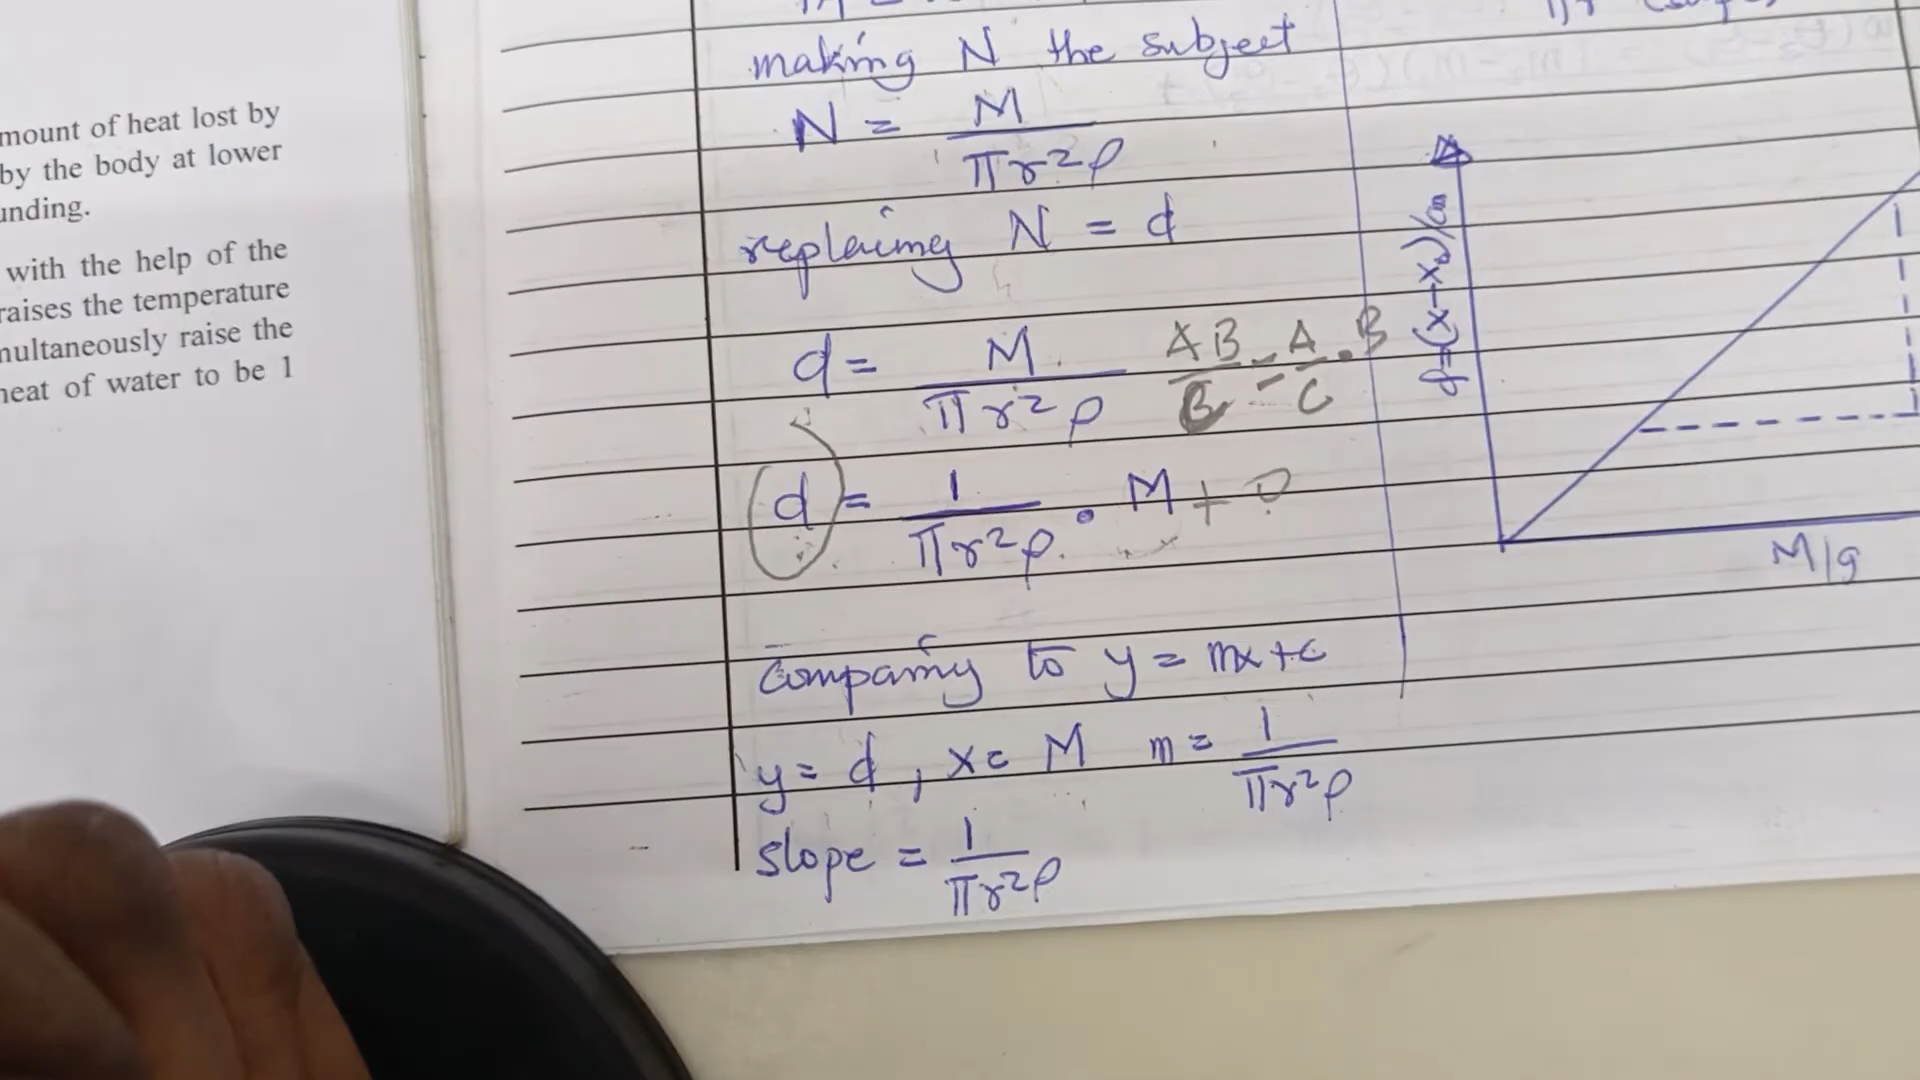 mount of heat lost by
by the body at lower
unding.
with the help of the
raises the temperature
multaneously raise the
heat of water to be 1
making N the subject
N = M / πr²ρ
replaimg N = d
d = M / πr²ρ
AB / B = A / C . B
d = 1 / πr²ρ . M + 0
Compaimy to y = mx + c
y = d , x = M m = 1 / πr²ρ
slope = 1 / πr²ρ
d=(x-x₀)/cm
M/g